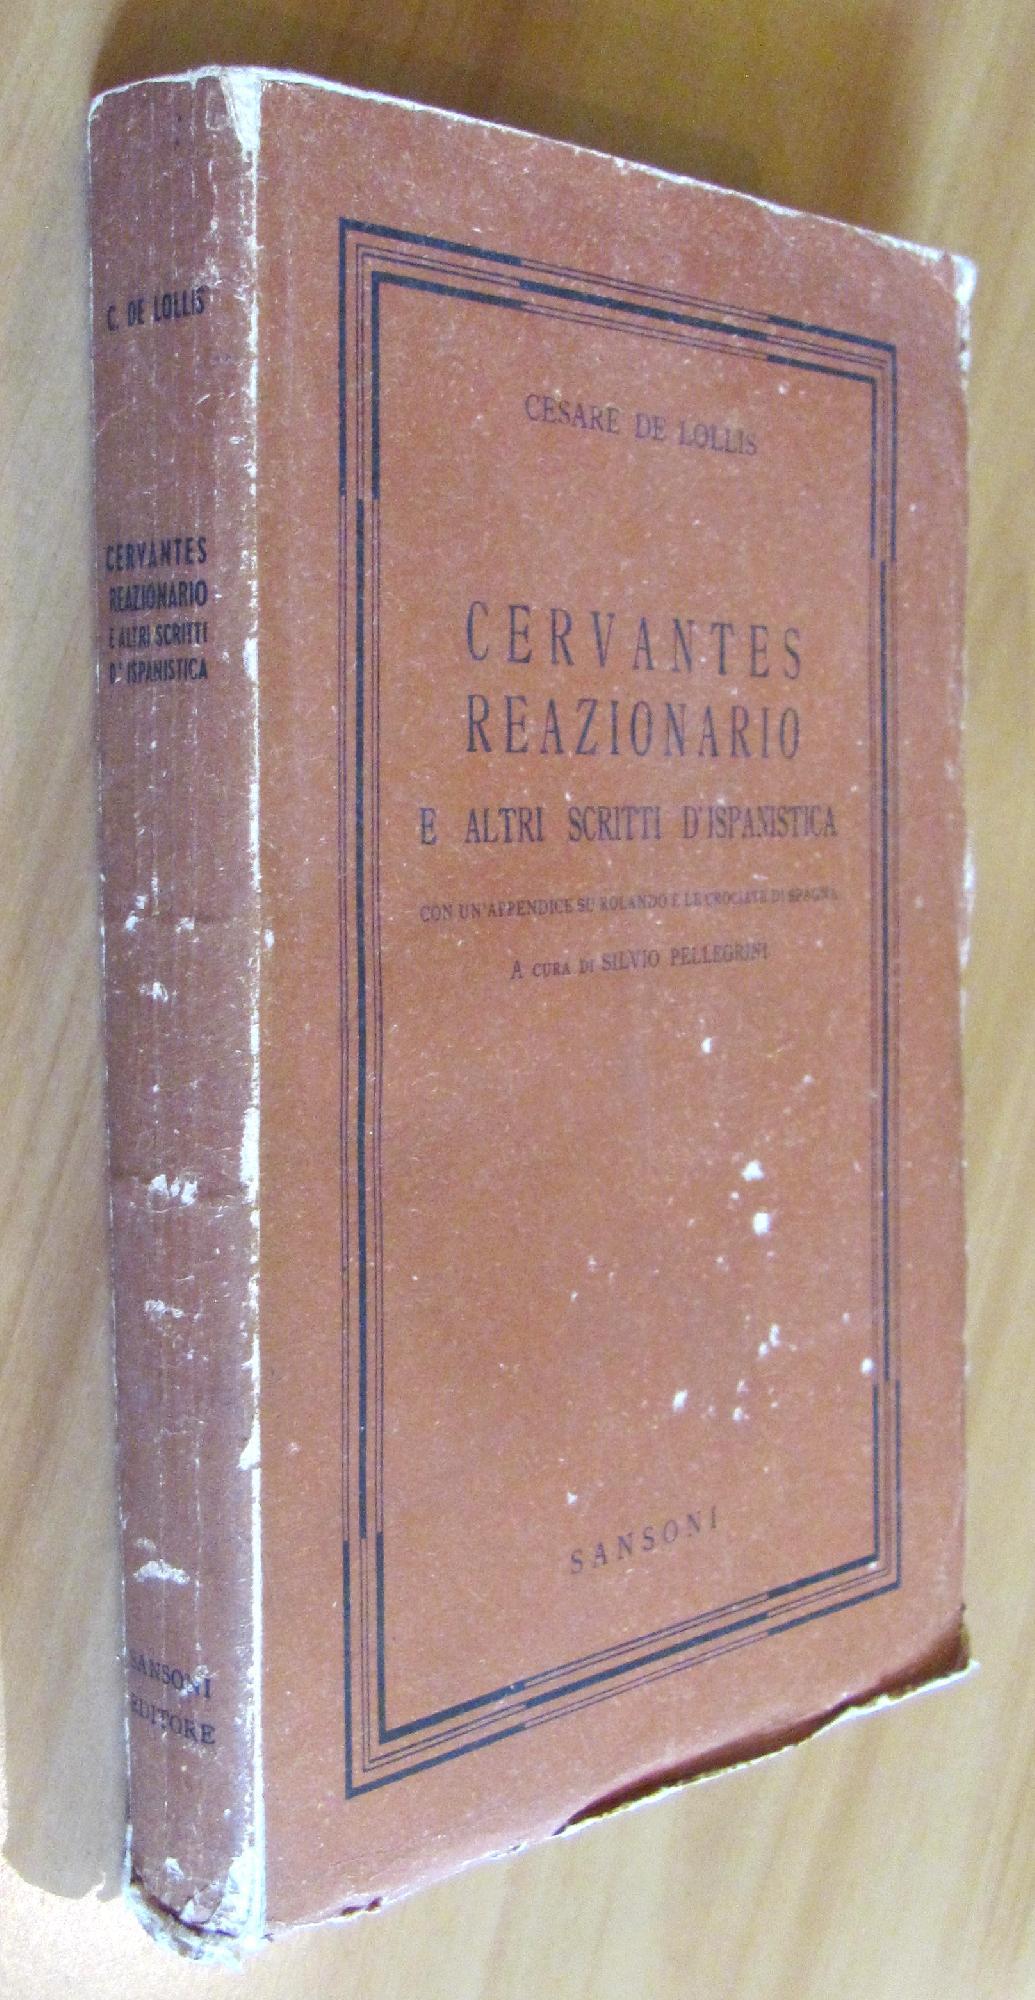 C. DE LOLLIS
CERVANTES
REAZIONARIO
E ALTRI SCRITTI
D' ISPANISTICA
SANSONI
EDITORE
CESARE DE LOLLIS
CERVANTES
REAZIONARIO
E ALTRI SCRITTI D'ISPANISTICA
CON UN'APPENDICE SU ROLANDO E LE CROCIATE DI SPAGNA
A CURA DI SILVIO PELLEGRINI
SANSONI